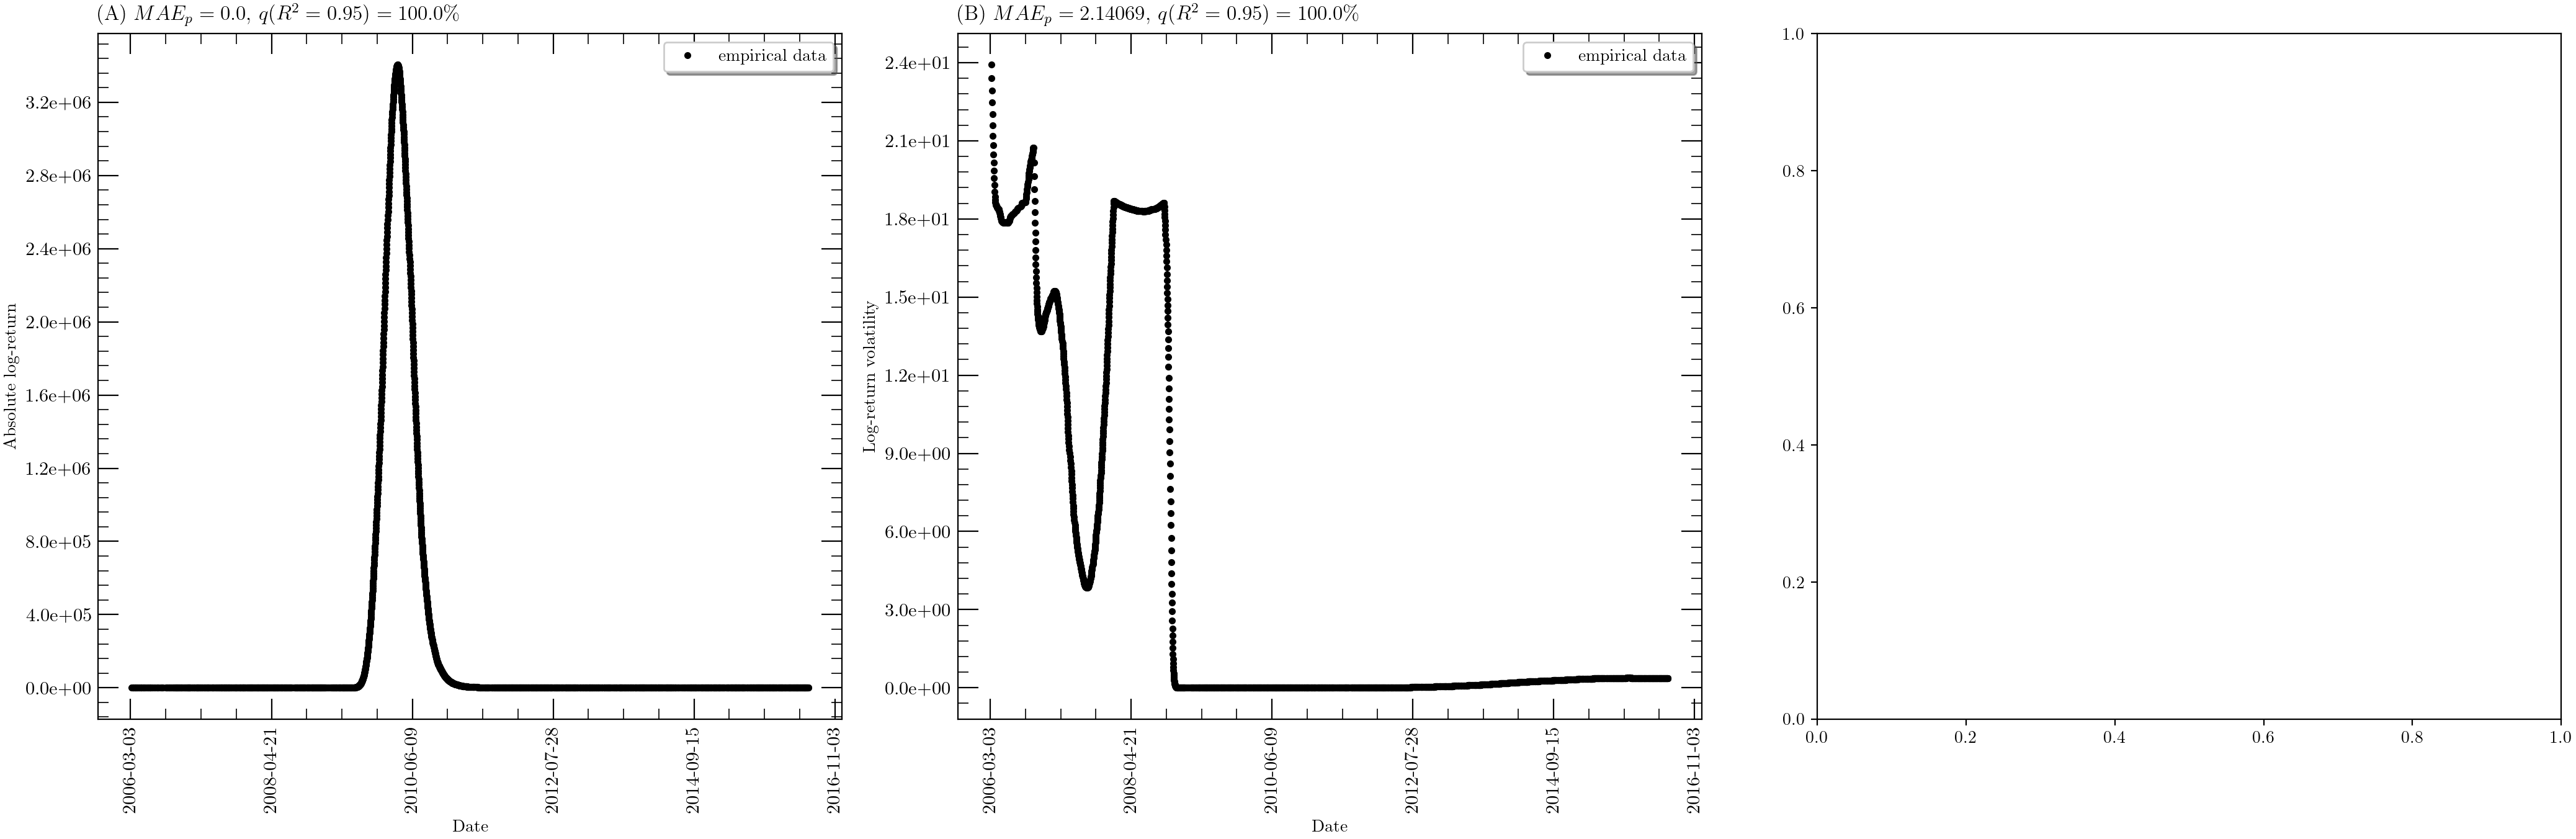 (A) MAE_p = 0.0, q(R² = 0.95) = 100.0%
empirical data
Absolute log-return
3.2e+06
2.8e+06
2.4e+06
2.0e+06
1.6e+06
1.2e+06
8.0e+05
4.0e+05
0.0e+00
2006-03-03
2008-04-21
2010-06-09
2012-07-28
2014-09-15
2016-11-03
Date
(B) MAE_p = 2.14069, q(R² = 0.95) = 100.0%
empirical data
Log-return volatility
2.4e+01
2.1e+01
1.8e+01
1.5e+01
1.2e+01
9.0e+00
6.0e+00
3.0e+00
0.0e+00
2006-03-03
2008-04-21
2010-06-09
2012-07-28
2014-09-15
2016-11-03
Date
1.0
0.8
0.6
0.4
0.2
0.0
0.0 0.2 0.4 0.6 0.8 1.0